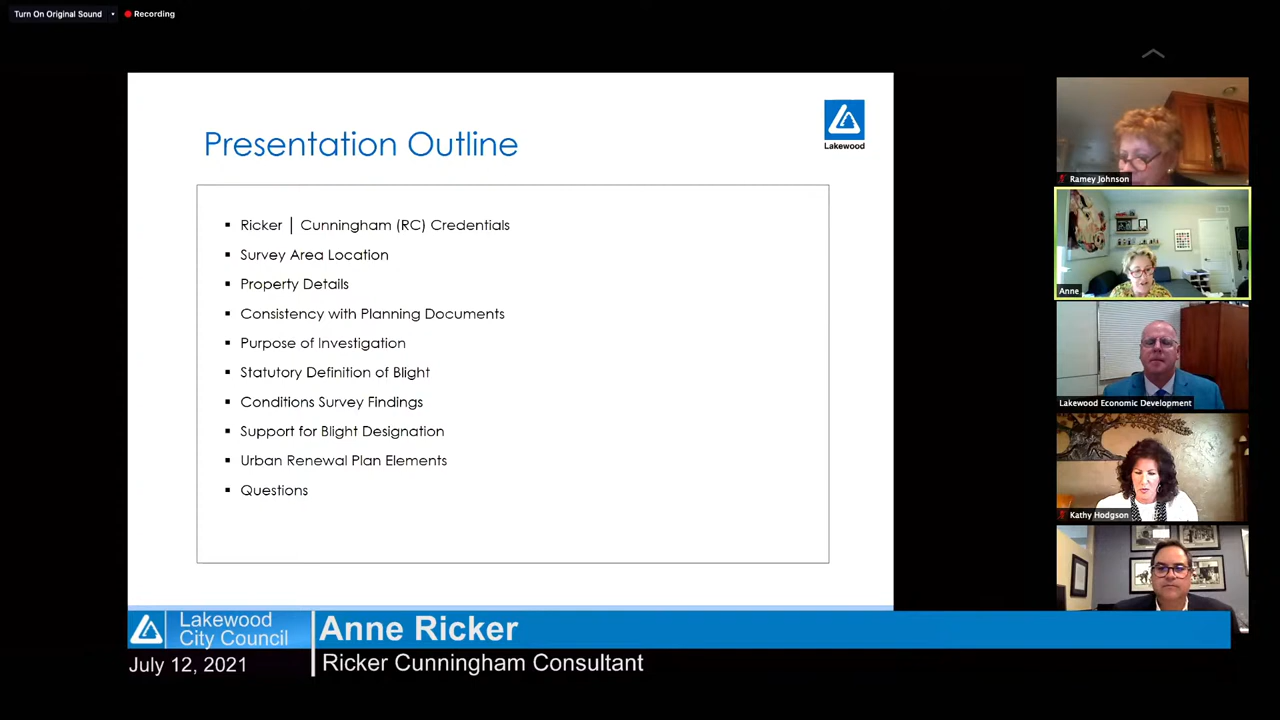 Turn On Original Sound
Recording
Presentation Outline
Lakewood
Ricker | Cunningham (RC) Credentials
Survey Area Location
Property Details
Consistency with Planning Documents
Purpose of Investigation
Statutory Definition of Blight
Conditions Survey Findings
Support for Blight Designation
Urban Renewal Plan Elements
Questions
Ramey Johnson
Anne
Lakewood Economic Development
Kathy Hodgson
Lakewood
City Council
July 12, 2021
Anne Ricker
Ricker Cunningham Consultant